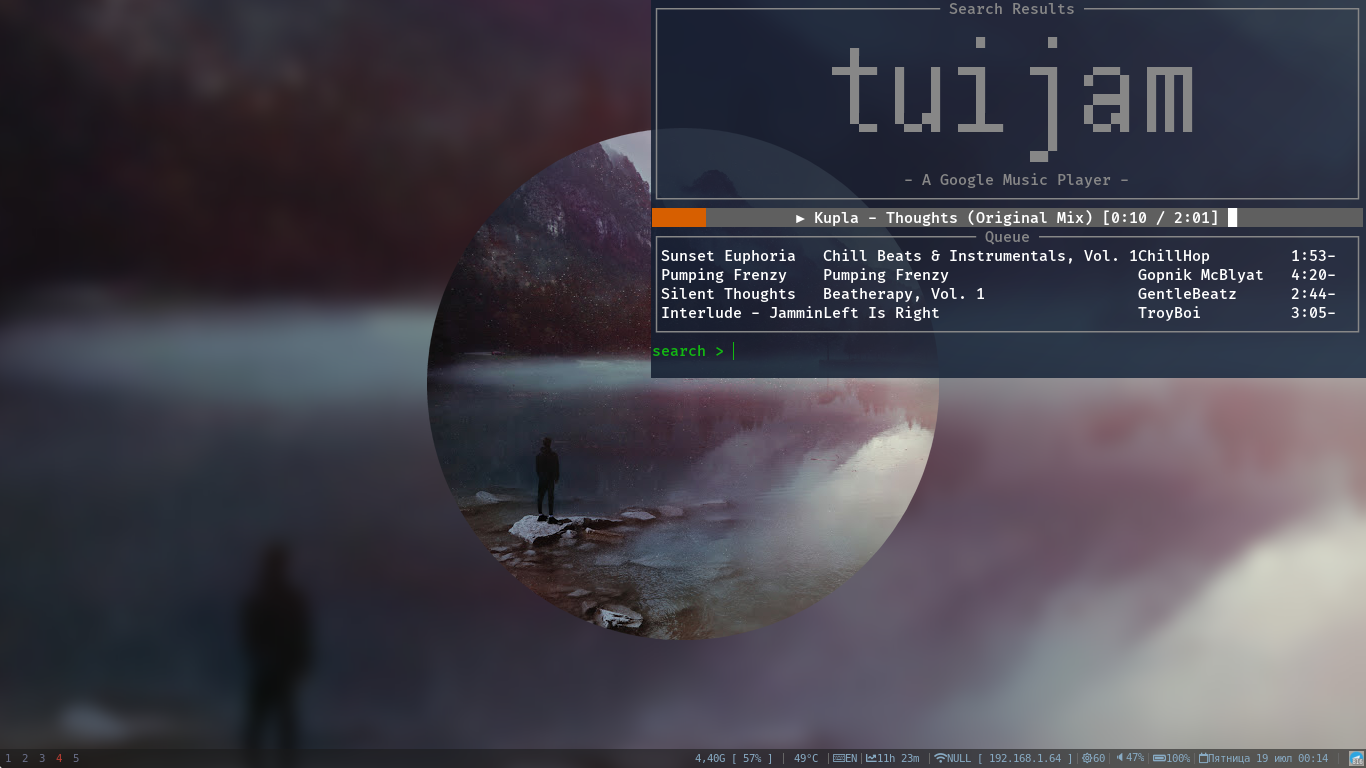 Search Results
tuijam
– A Google Music Player –
▶ Kupla – Thoughts (Original Mix) [0:10 / 2:01]
Queue
Sunset Euphoria Chill Beats & Instrumentals, Vol. 1ChillHop 1:53–
Pumping Frenzy Pumping Frenzy Gopnik McBlyat 4:20–
Silent Thoughts Beatherapy, Vol. 1 GentleBeatz 2:44–
Interlude – JamminLeft Is Right TroyBoi 3:05–
search >
1 2 3 4 5 4,40G [ 57% ] | 49°C | EN | 11h 23m | NULL [ 192.168.1.64 ] | 60 | 47% | 100% | Пятница 19 июл 00:14